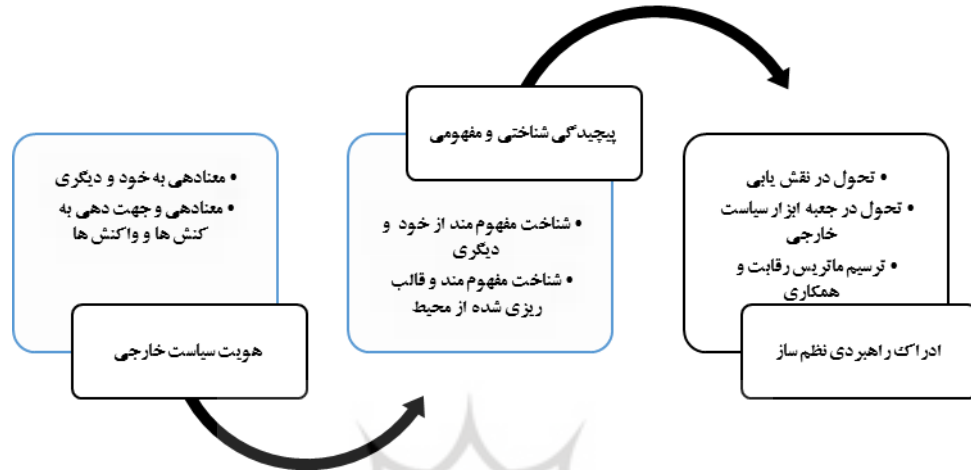 پیچیدگی شناختی و مفهومی
• معنادهی به خود و دیگری
• معنادهی و جهت دهی به
کنش ها و واکنش ها
هویت سیاست خارجی
• شناخت مفهوم مند از خود و
دیگری
• شناخت مفهوم مند و قالب
ریزی شده از محیط
• تحول در نقش یابی
• تحول در جعبه ابزار سیاست
خارجی
• ترسیم ماتریس رقابت و
همکاری
ادراک راهبردی نظم ساز